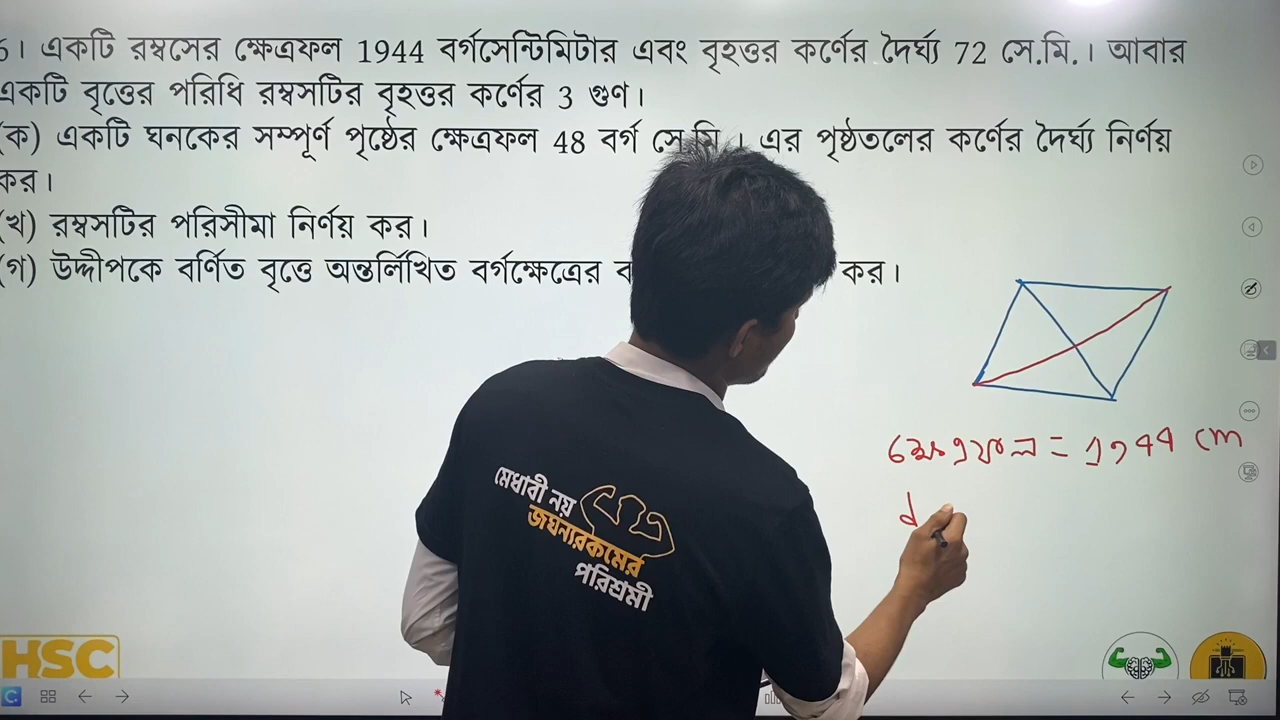 6। একটি রম্বসের ক্ষেত্রফল 1944 বর্গসেন্টিমিটার এবং বৃহত্তর কর্ণের দৈর্ঘ্য 72 সে.মি.। আবার
একটি বৃত্তের পরিধি রম্বসটির বৃহত্তর কর্ণের 3 গুণ।
(ক) একটি ঘনকের সম্পূর্ণ পৃষ্ঠের ক্ষেত্রফল 48 বর্গ সে.মি.। এর পৃষ্ঠতলের কর্ণের দৈর্ঘ্য নির্ণয়
কর।
(খ) রম্বসটির পরিসীমা নির্ণয় কর।
(গ) উদ্দীপকে বর্ণিত বৃত্তে অন্তর্লিখিত বর্গক্ষেত্রের কর।
ক্ষেত্রফল = 1944 cm
d
মেধাবী নয়
জঘন্যরকমের
পরিশ্রমী
HSC